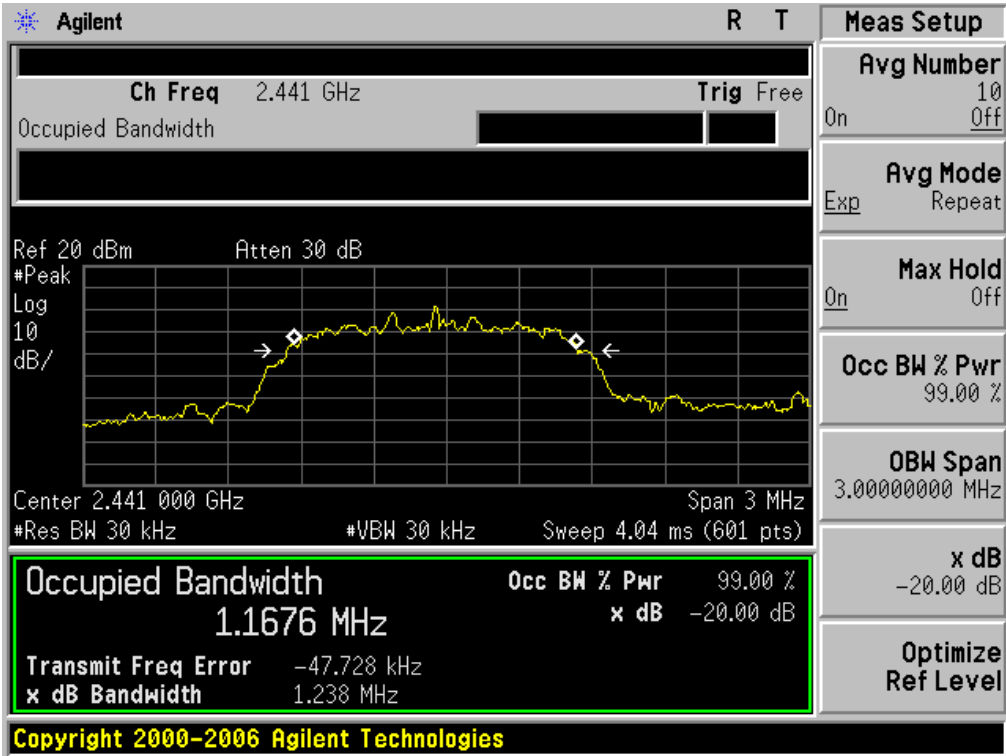 Agilent R T
Ch Freq 2.441 GHz Trig Free
Occupied Bandwidth
Ref 20 dBm Atten 30 dB
#Peak
Log
10
dB/
Center 2.441 000 GHz Span 3 MHz
#Res BW 30 kHz #VBW 30 kHz Sweep 4.04 ms (601 pts)
Occupied Bandwidth
1.1676 MHz
Occ BW % Pwr 99.00 %
x dB -20.00 dB
Transmit Freq Error -47.728 kHz
x dB Bandwidth 1.238 MHz
Copyright 2000-2006 Agilent Technologies
Meas Setup
Avg Number
10
On Off
Avg Mode
Exp Repeat
Max Hold
On Off
Occ BW % Pwr
99.00 %
OBW Span
3.00000000 MHz
x dB
-20.00 dB
Optimize
Ref Level